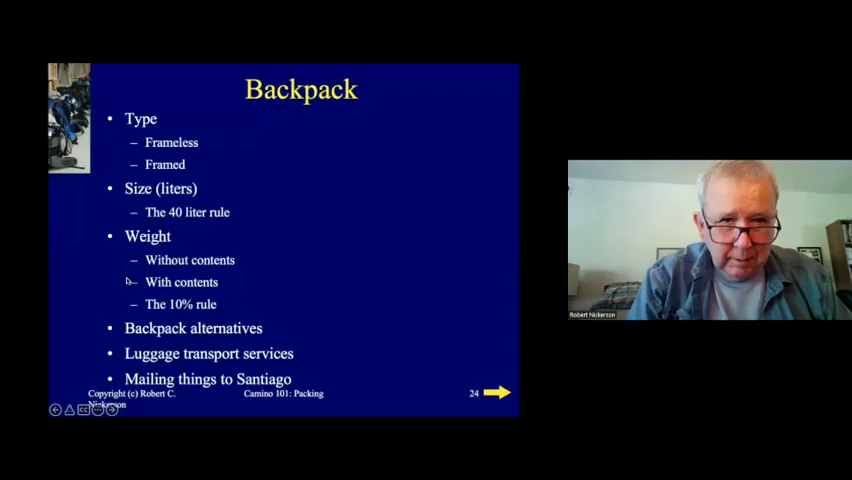 Backpack
• Type
– Frameless
– Framed
• Size (liters)
– The 40 liter rule
• Weight
– Without contents
– With contents
– The 10% rule
• Backpack alternatives
• Luggage transport services
• Mailing things to Santiago
Copyright (c) Robert C.
Nickerson
Camino 101: Packing
24
Robert Nickerson